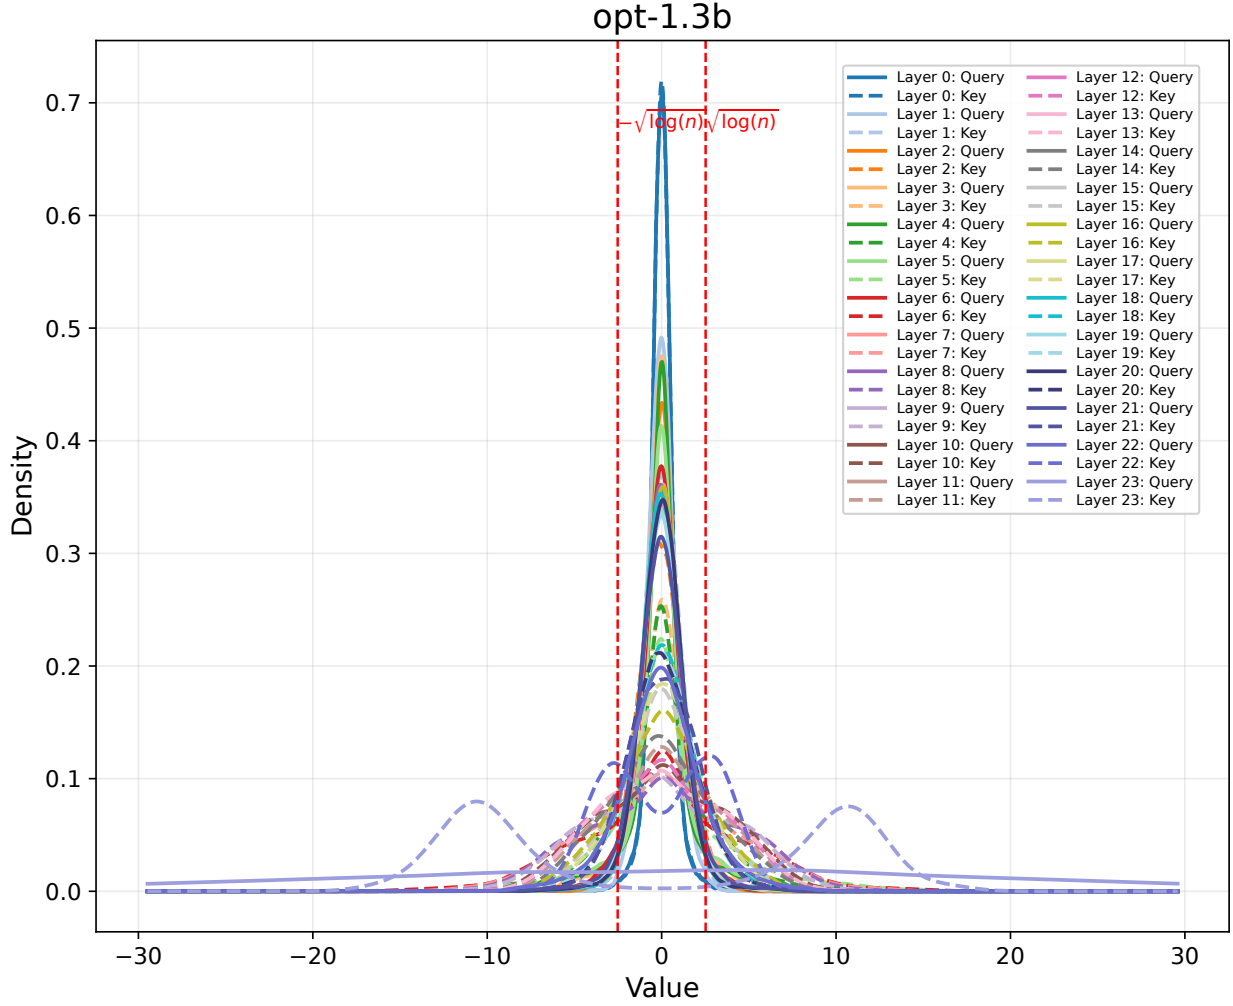 opt-1.3b
0.7
0.6
0.5
0.4
0.3
0.2
0.1
0.0
Density
−√log(n)
√log(n)
Layer 0: Query
Layer 0: Key
Layer 1: Query
Layer 1: Key
Layer 2: Query
Layer 2: Key
Layer 3: Query
Layer 3: Key
Layer 4: Query
Layer 4: Key
Layer 5: Query
Layer 5: Key
Layer 6: Query
Layer 6: Key
Layer 7: Query
Layer 7: Key
Layer 8: Query
Layer 8: Key
Layer 9: Query
Layer 9: Key
Layer 10: Query
Layer 10: Key
Layer 11: Query
Layer 11: Key
Layer 12: Query
Layer 12: Key
Layer 13: Query
Layer 13: Key
Layer 14: Query
Layer 14: Key
Layer 15: Query
Layer 15: Key
Layer 16: Query
Layer 16: Key
Layer 17: Query
Layer 17: Key
Layer 18: Query
Layer 18: Key
Layer 19: Query
Layer 19: Key
Layer 20: Query
Layer 20: Key
Layer 21: Query
Layer 21: Key
Layer 22: Query
Layer 22: Key
Layer 23: Query
Layer 23: Key
−30 −20 −10 0 10 20 30
Value